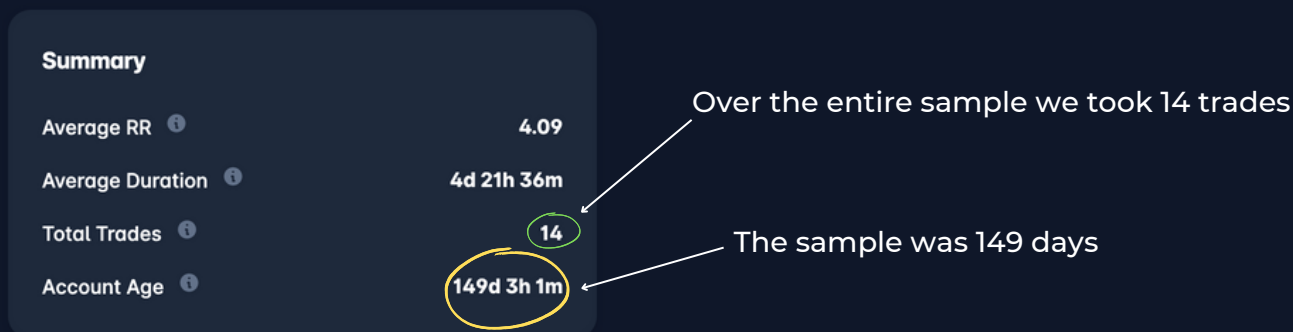 Summary
Over the entire sample we took 14 trades
Average RR 4.09
Average Duration 4d 21h 36m
Total Trades 14
The sample was 149 days
Account Age 149d 3h 1m